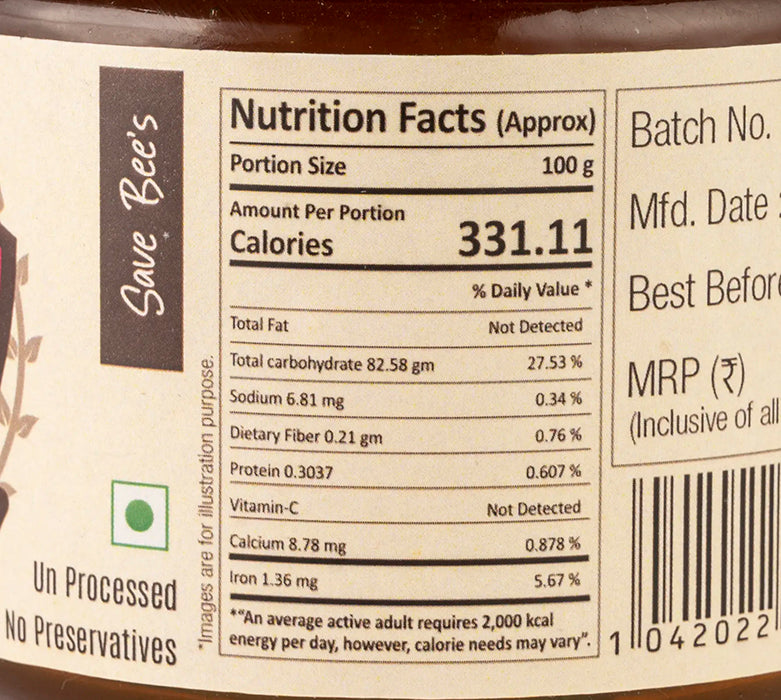 Save Bee's
Un Processed
No Preservatives
*Images are for illustration purpose.
Nutrition Facts (Approx)
Portion Size 100 g
Amount Per Portion
Calories 331.11
% Daily Value *
Total Fat Not Detected
Total carbohydrate 82.58 gm 27.53 %
Sodium 6.81 mg 0.34 %
Dietary Fiber 0.21 gm 0.76 %
Protein 0.3037 0.607 %
Vitamin-C Not Detected
Calcium 8.78 mg 0.878 %
Iron 1.36 mg 5.67 %
*“An average active adult requires 2,000 kcal
energy per day, however, calorie needs may vary”.
Batch No.
Mfd. Date :
Best Before
MRP (₹)
(Inclusive of all
1 042022